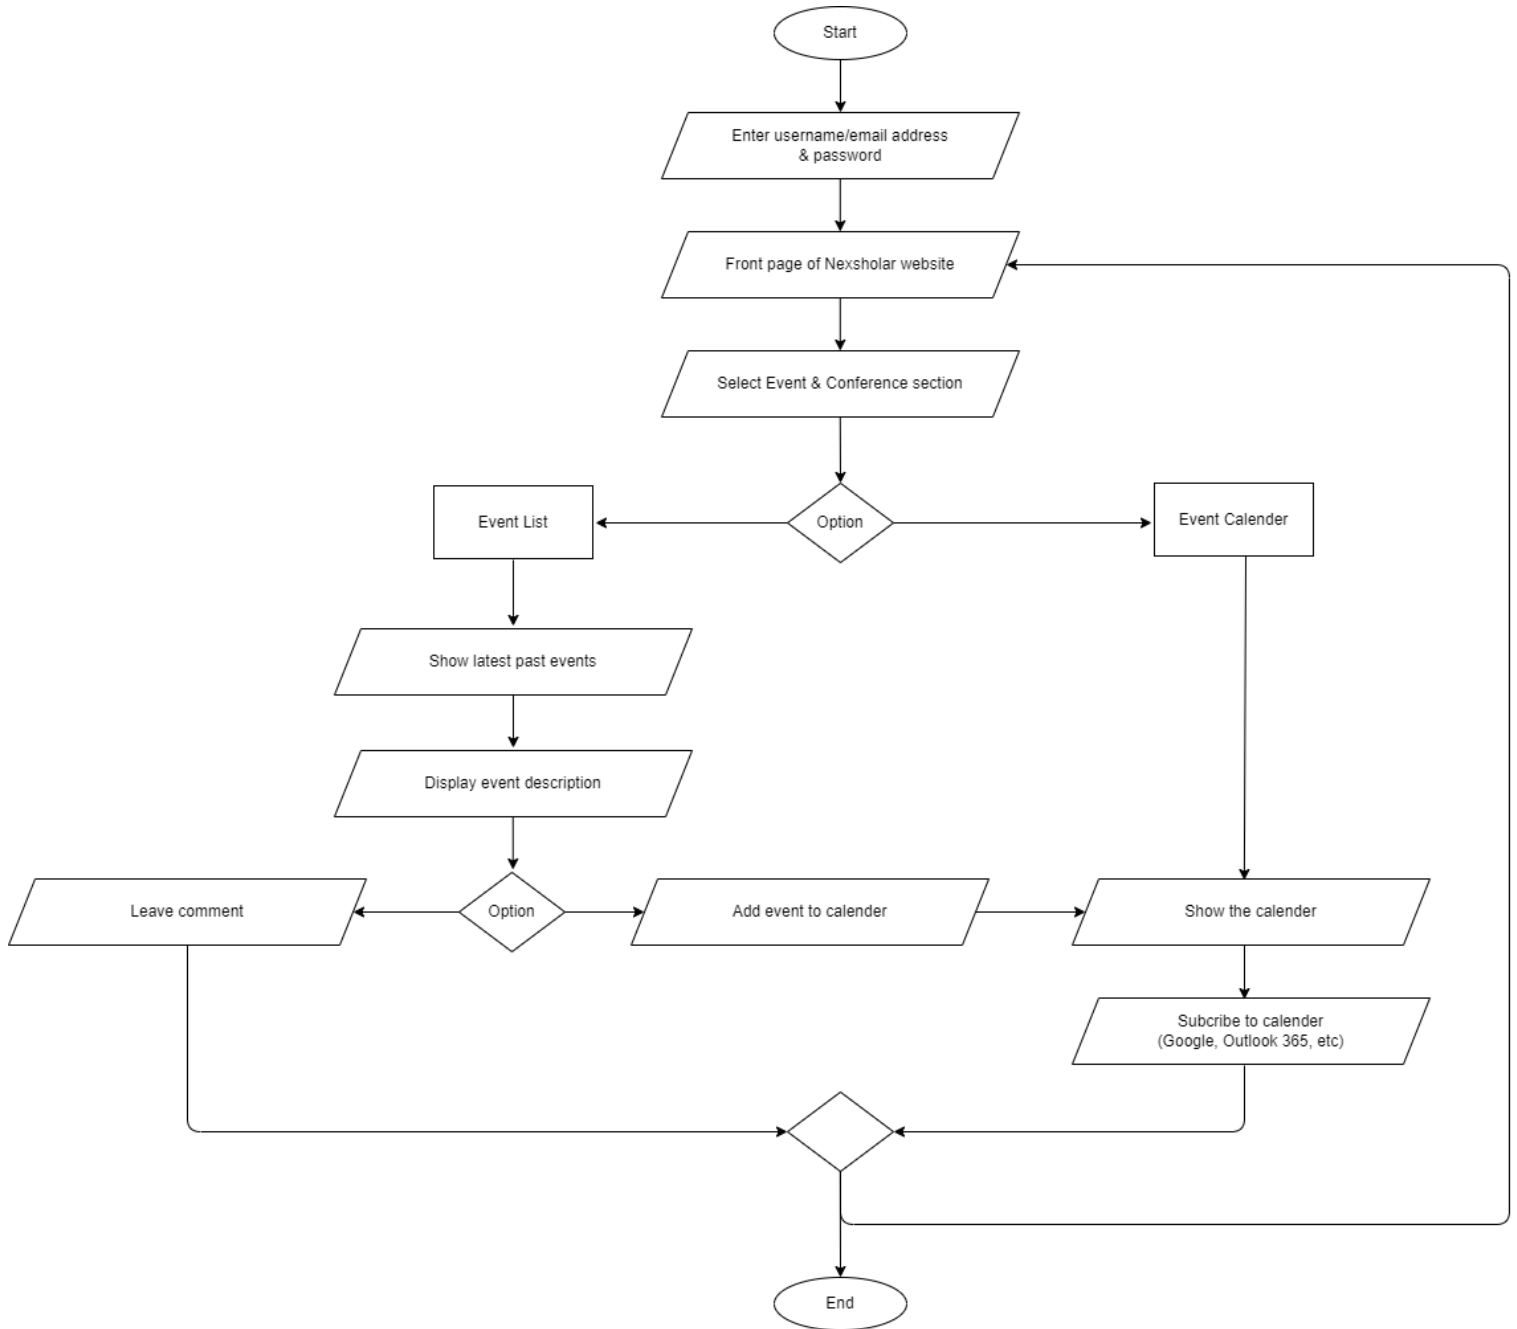 Start
Enter username/email address
& password
Front page of Nexsholar website
Select Event & Conference section
Event List
Option
Event Calender
Show latest past events
Display event description
Leave comment
Option
Add event to calender
Show the calender
Subcribe to calender
(Google, Outlook 365, etc)
End